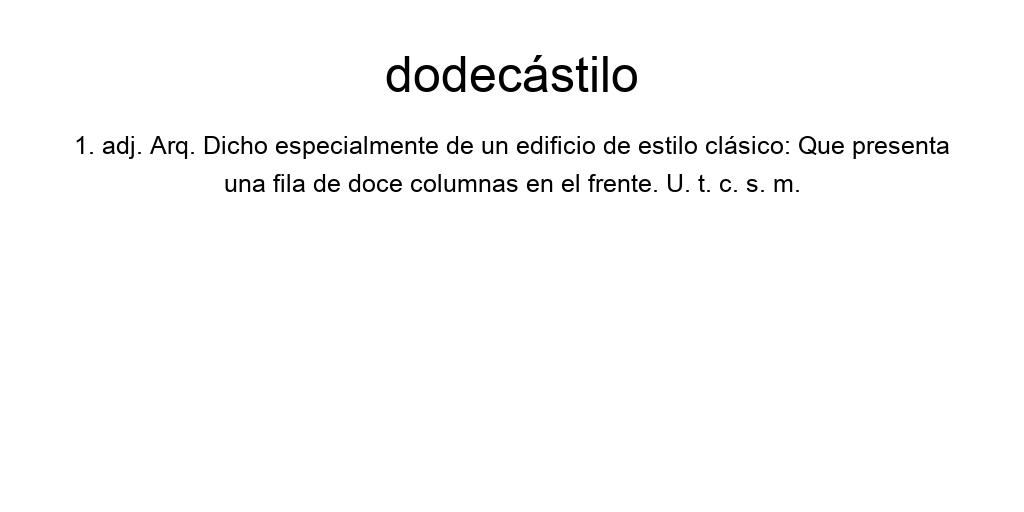 dodecástilo
1. adj. Arq. Dicho especialmente de un edificio de estilo clásico: Que presenta
una fila de doce columnas en el frente. U. t. c. s. m.